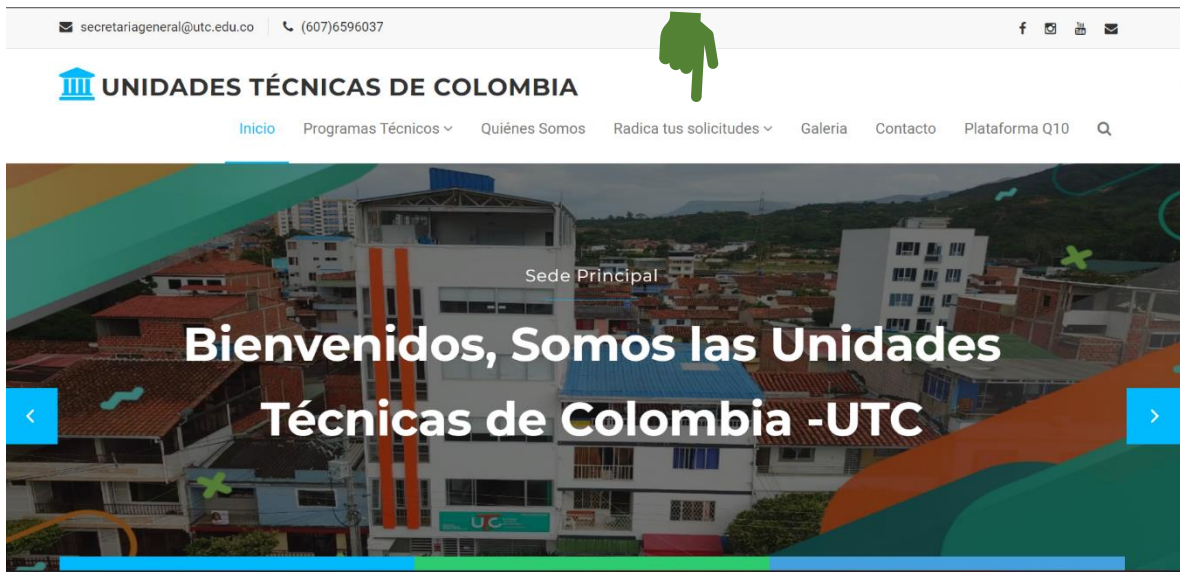 secretariageneral@utc.edu.co (607)6596037
UNIDADES TÉCNICAS DE COLOMBIA
Inicio Programas Técnicos Quiénes Somos Radica tus solicitudes Galeria Contacto Plataforma Q10
Sede Principal
Bienvenidos, Somos las Unidades
Técnicas de Colombia -UTC
UTC